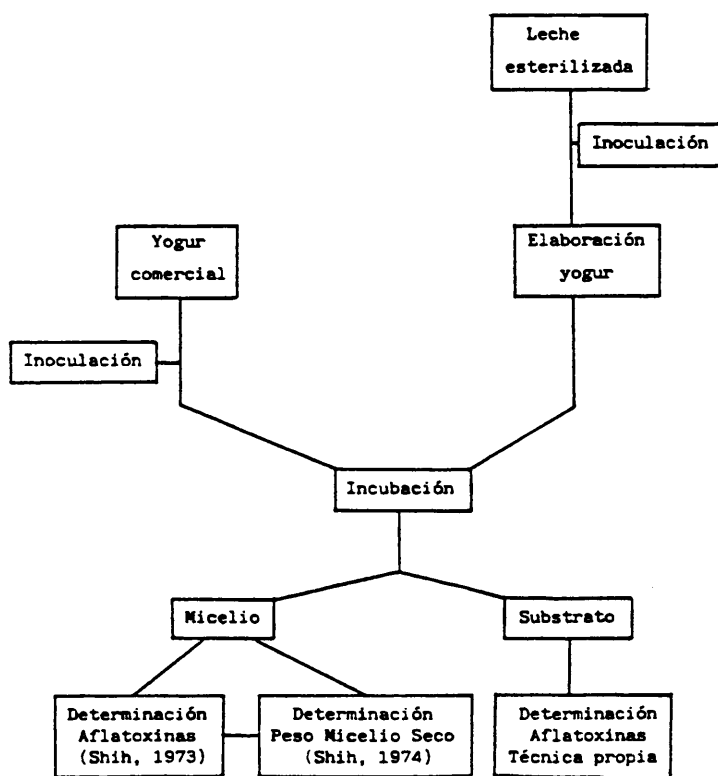 Leche
esterilizada
Inoculación
Yogur
comercial
Elaboración
yogur
Inoculación
Incubación
Micelio
Substrato
Determinación
Aflatoxinas
(Shih, 1973)
Determinación
Peso Micelio Seco
(Shih, 1974)
Determinación
Aflatoxinas
Técnica propia